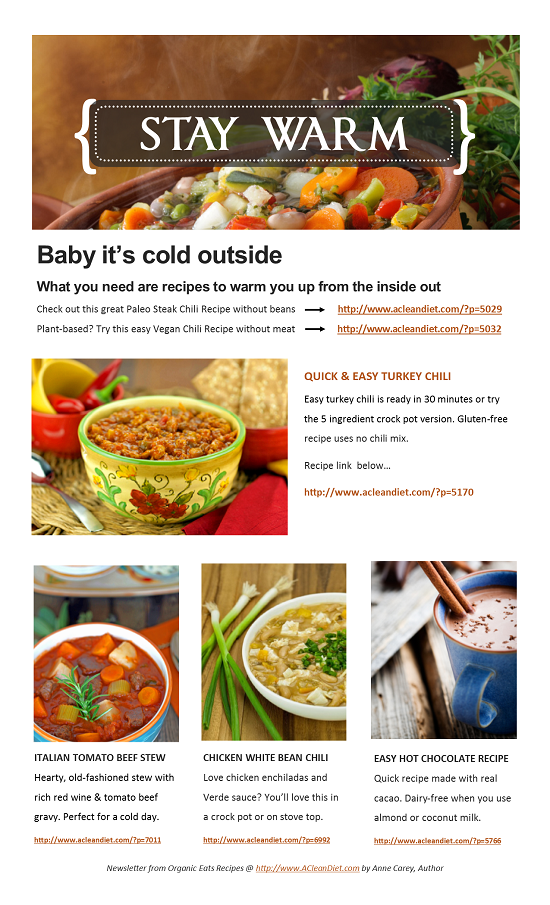 STAY WARM
Baby it's cold outside
What you need are recipes to warm you up from the inside out
Check out this great Paleo Steak Chili Recipe without beans → http://www.acleandiet.com/?p=5029
Plant-based? Try this easy Vegan Chili Recipe without meat → http://www.acleandiet.com/?p=5032
QUICK & EASY TURKEY CHILI
Easy turkey chili is ready in 30 minutes or try
the 5 ingredient crock pot version. Gluten-free
recipe uses no chili mix.
Recipe link below...
http://www.acleandiet.com/?p=5170
ITALIAN TOMATO BEEF STEW
Hearty, old-fashioned stew with
rich red wine & tomato beef
gravy. Perfect for a cold day.
http://www.acleandiet.com/?p=7011
CHICKEN WHITE BEAN CHILI
Love chicken enchiladas and
Verde sauce? You'll love this in
a crock pot or on stove top.
http://www.acleandiet.com/?p=6992
EASY HOT CHOCOLATE RECIPE
Quick recipe made with real
cacao. Dairy-free when you use
almond or coconut milk.
http://www.acleandiet.com/?p=5766
Newsletter from Organic Eats Recipes @ http://www.ACleanDiet.com by Anne Carey, Author